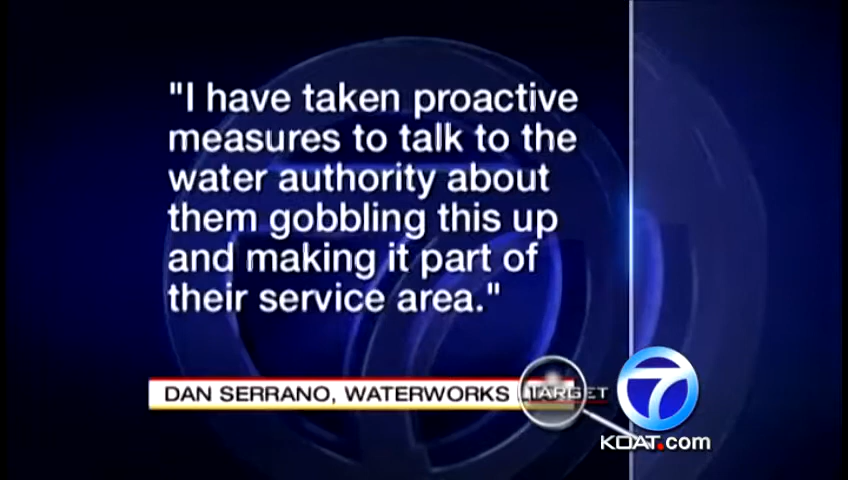 "I have taken proactive
measures to talk to the
water authority about
them gobbling this up
and making it part of
their service area."
DAN SERRANO, WATERWORKS
TARGET
7
KOAT.com